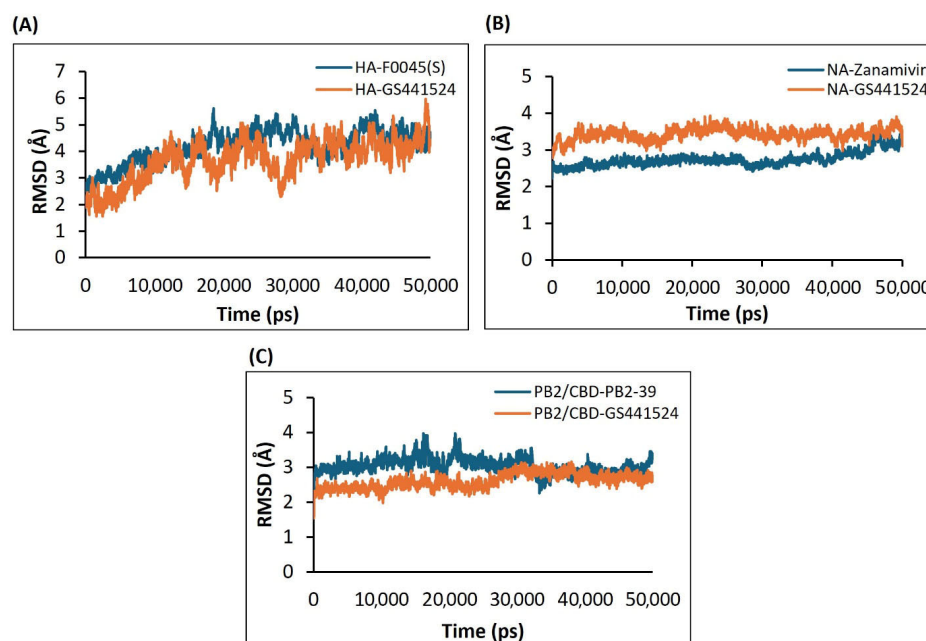 (A)
HA-F0045(S)
HA-GS441524
7
6
5
4
3
2
1
0
RMSD (Å)
0 10,000 20,000 30,000 40,000 50,000
Time (ps)
(B)
NA-Zanamivir
NA-GS441524
5
4
3
2
1
0
RMSD (Å)
0 10,000 20,000 30,000 40,000 50,000
Time (ps)
(C)
PB2/CBD-PB2-39
PB2/CBD-GS441524
5
4
3
2
1
0
RMSD (Å)
0 10,000 20,000 30,000 40,000 50,000
Time (ps)